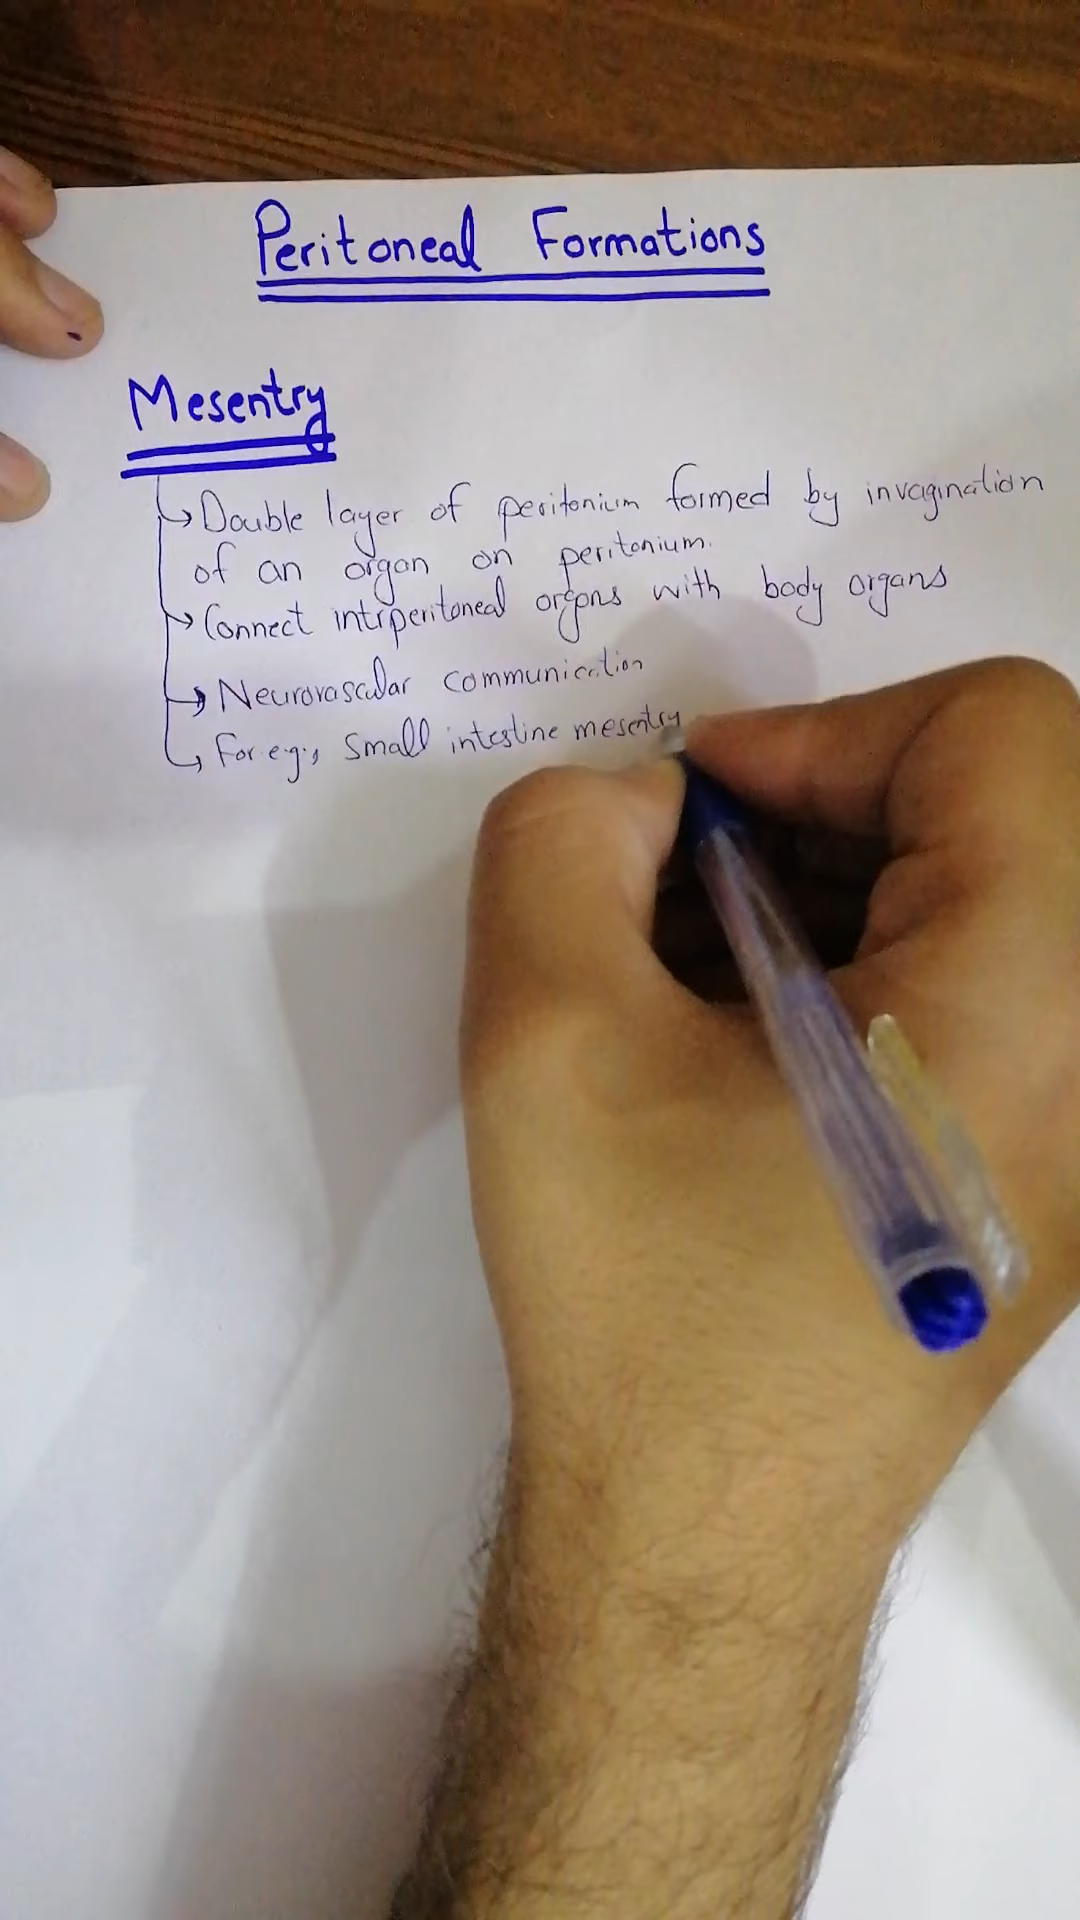 Peritoneal Formations
Mesentry
Double layer of peritonium formed by invagination
of an organ on peritonium.
Connect intrperitoneal organs with body organs
Neurovascular communication
For e.g., Small intestine mesentry